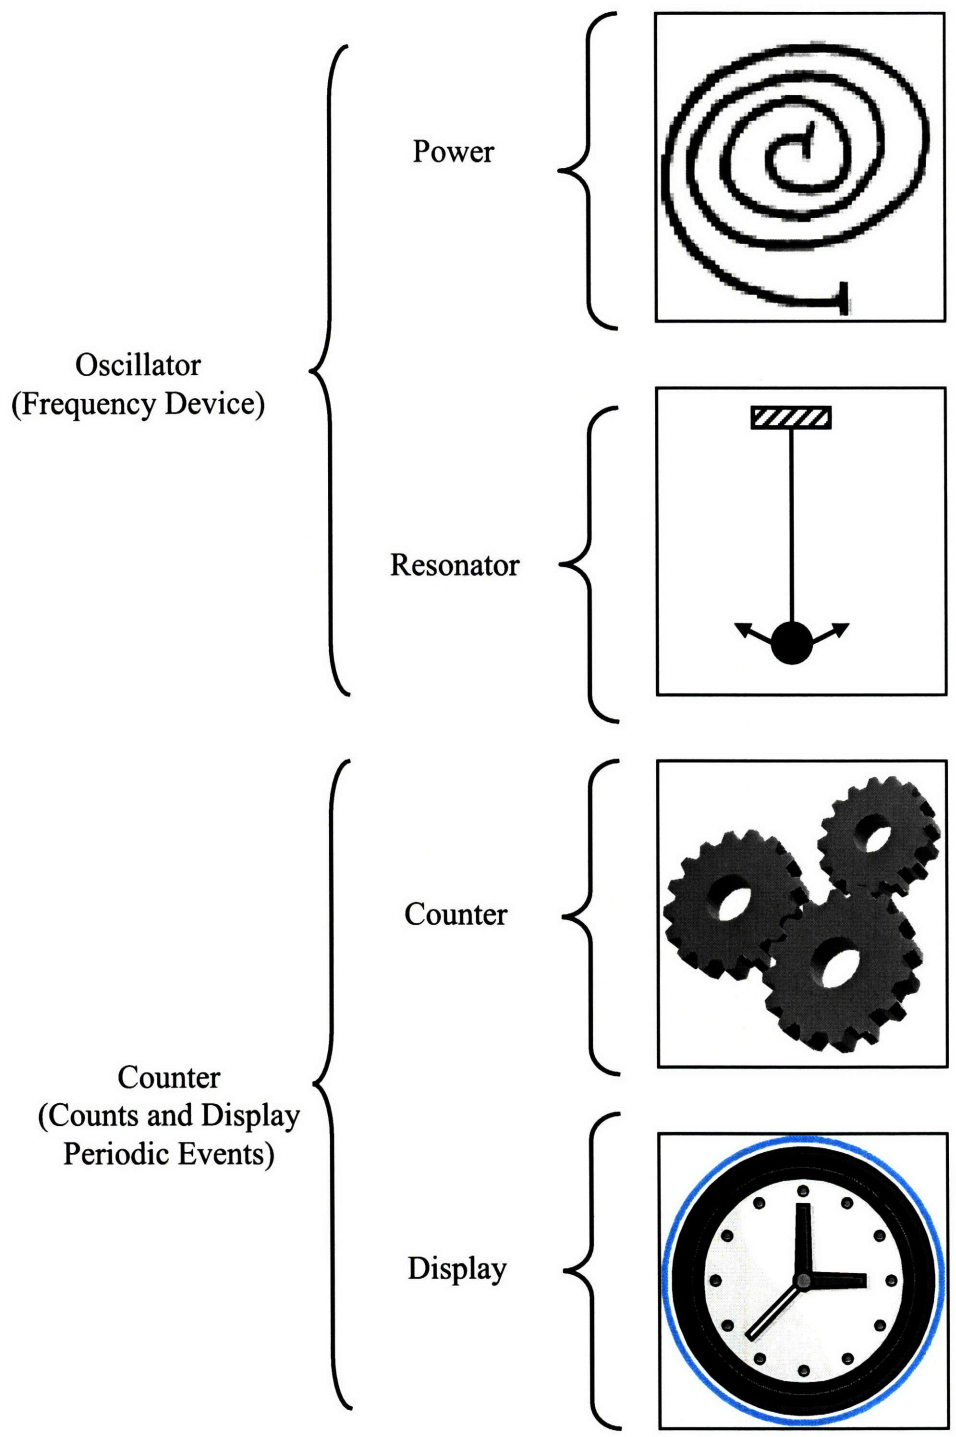 Power
Oscillator
(Frequency Device)
Resonator
Counter
Counter
(Counts and Display
Periodic Events)
Display